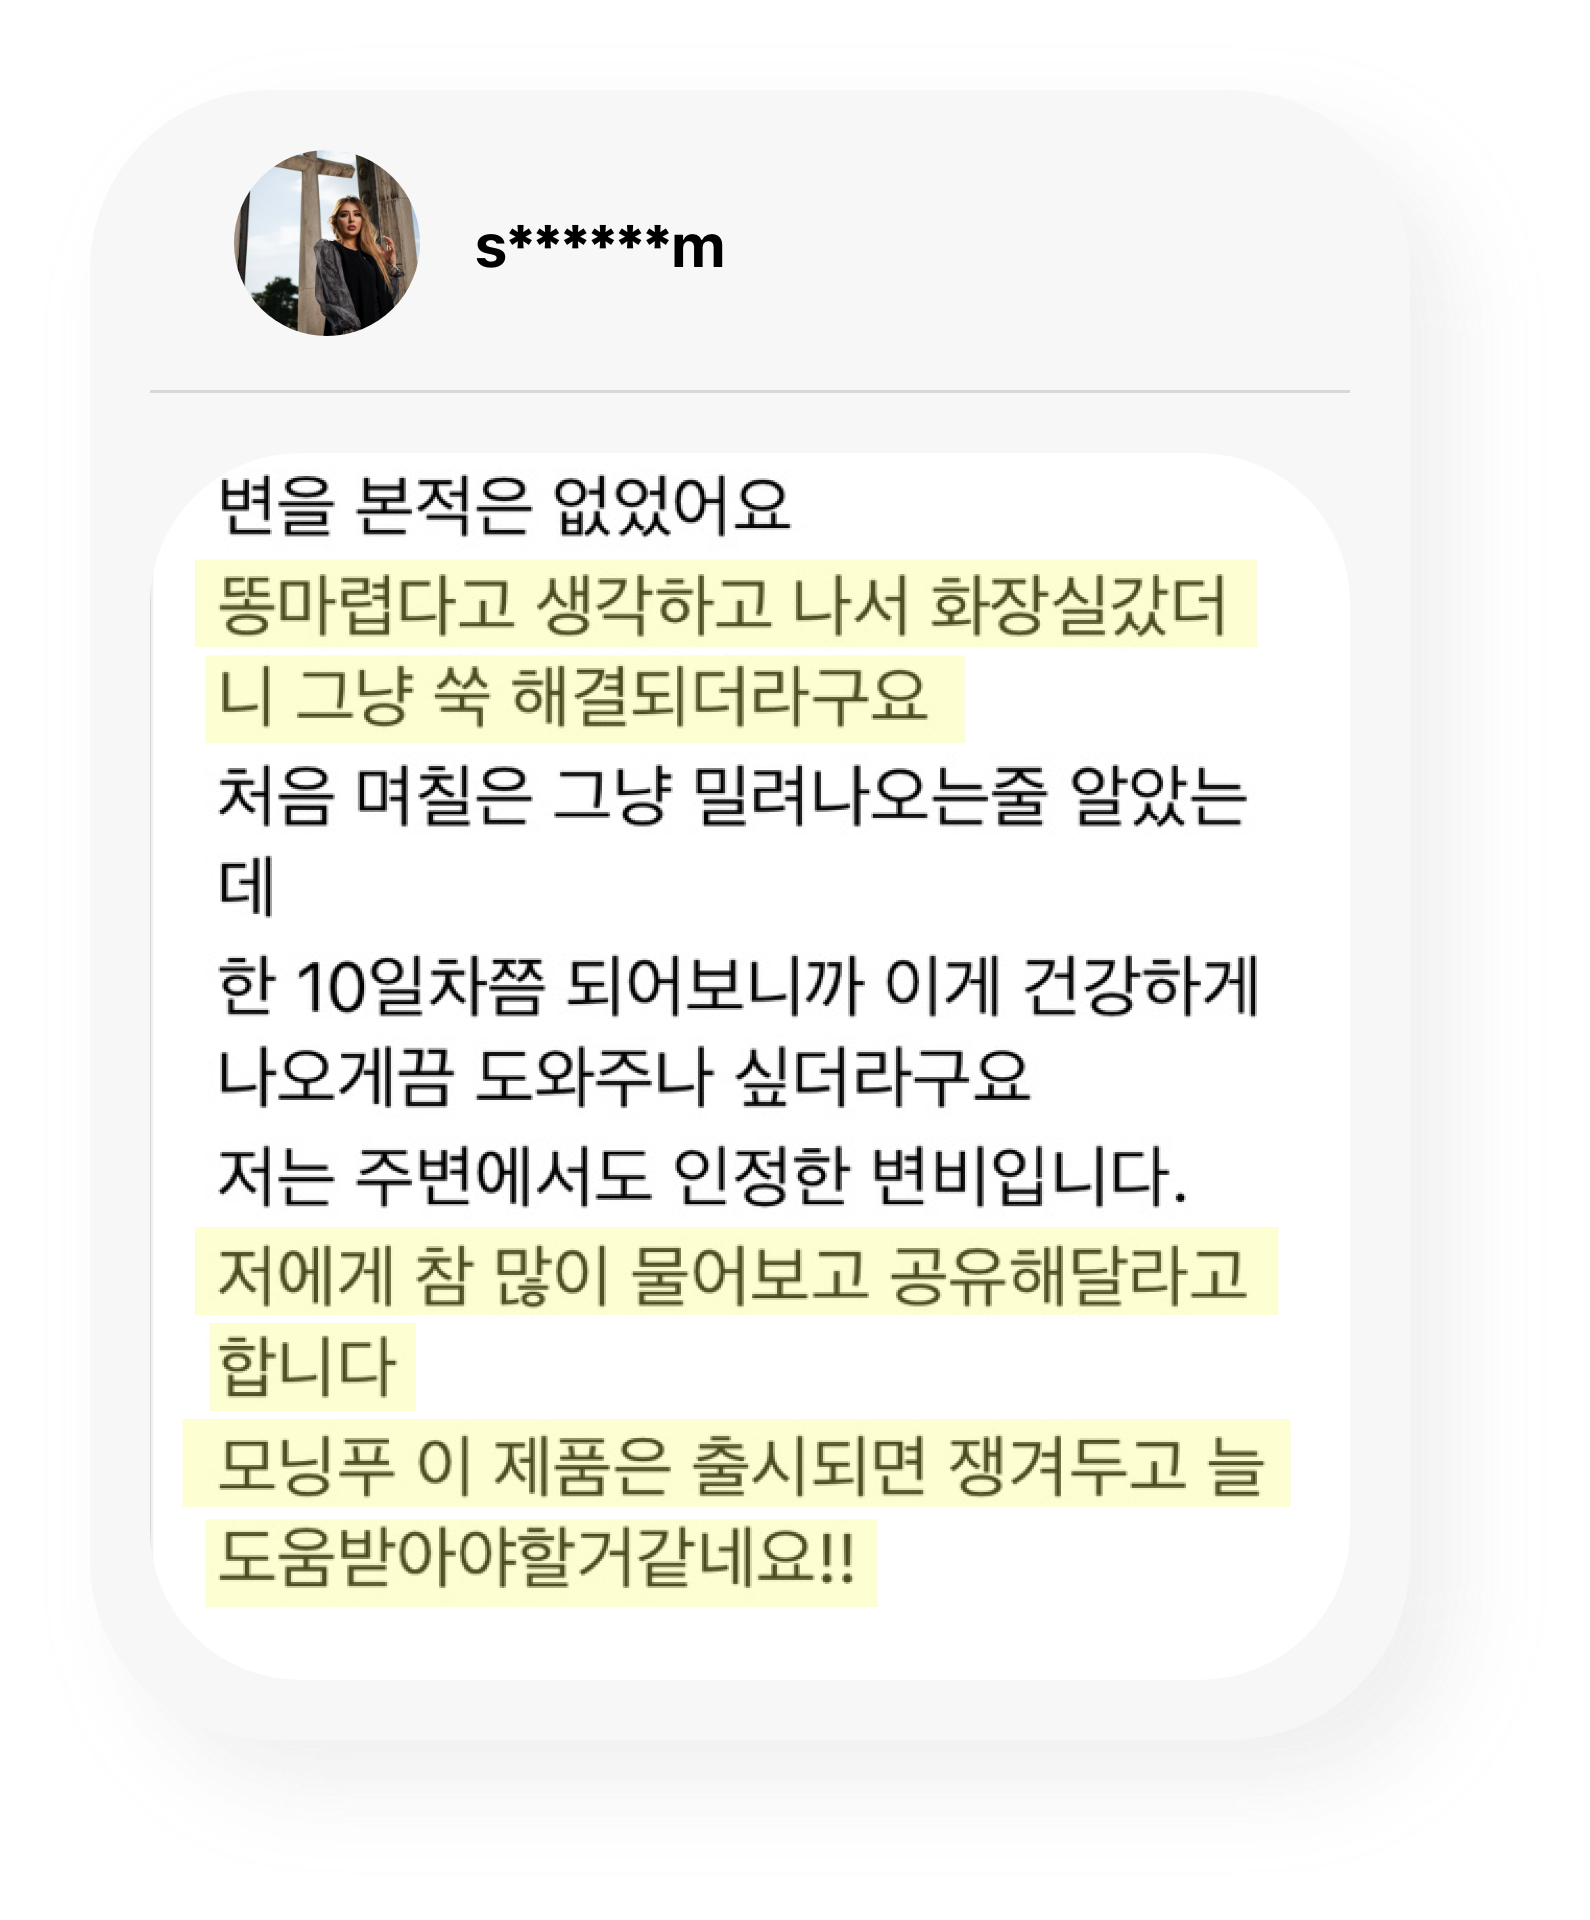 s******m
변을 본적은 없었어요
똥마렵다고 생각하고 나서 화장실갔더
니 그냥 쑥 해결되더라구요
처음 며칠은 그냥 밀려나오는줄 알았는
데
한 10일차쯤 되어보니까 이게 건강하게
나오게끔 도와주나 싶더라구요
저는 주변에서도 인정한 변비입니다.
저에게 참 많이 물어보고 공유해달라고
합니다
모닝푸 이 제품은 출시되면 쟁겨두고 늘
도움받아야할거같네요!!